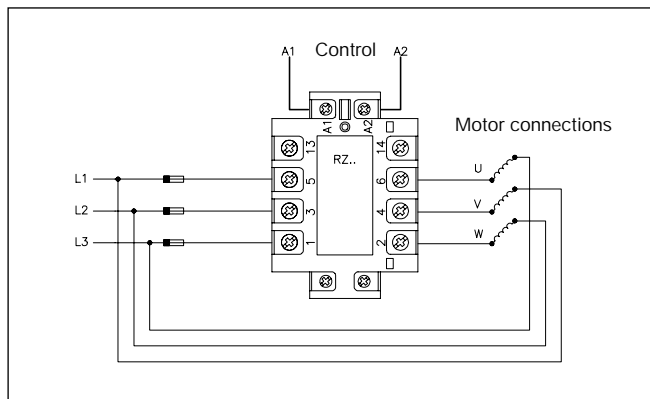 A1 Control A2
A1 A2
Motor connections
13 14
RZ..
L1 5 6 U
L2 3 4 V
L3 1 2 W